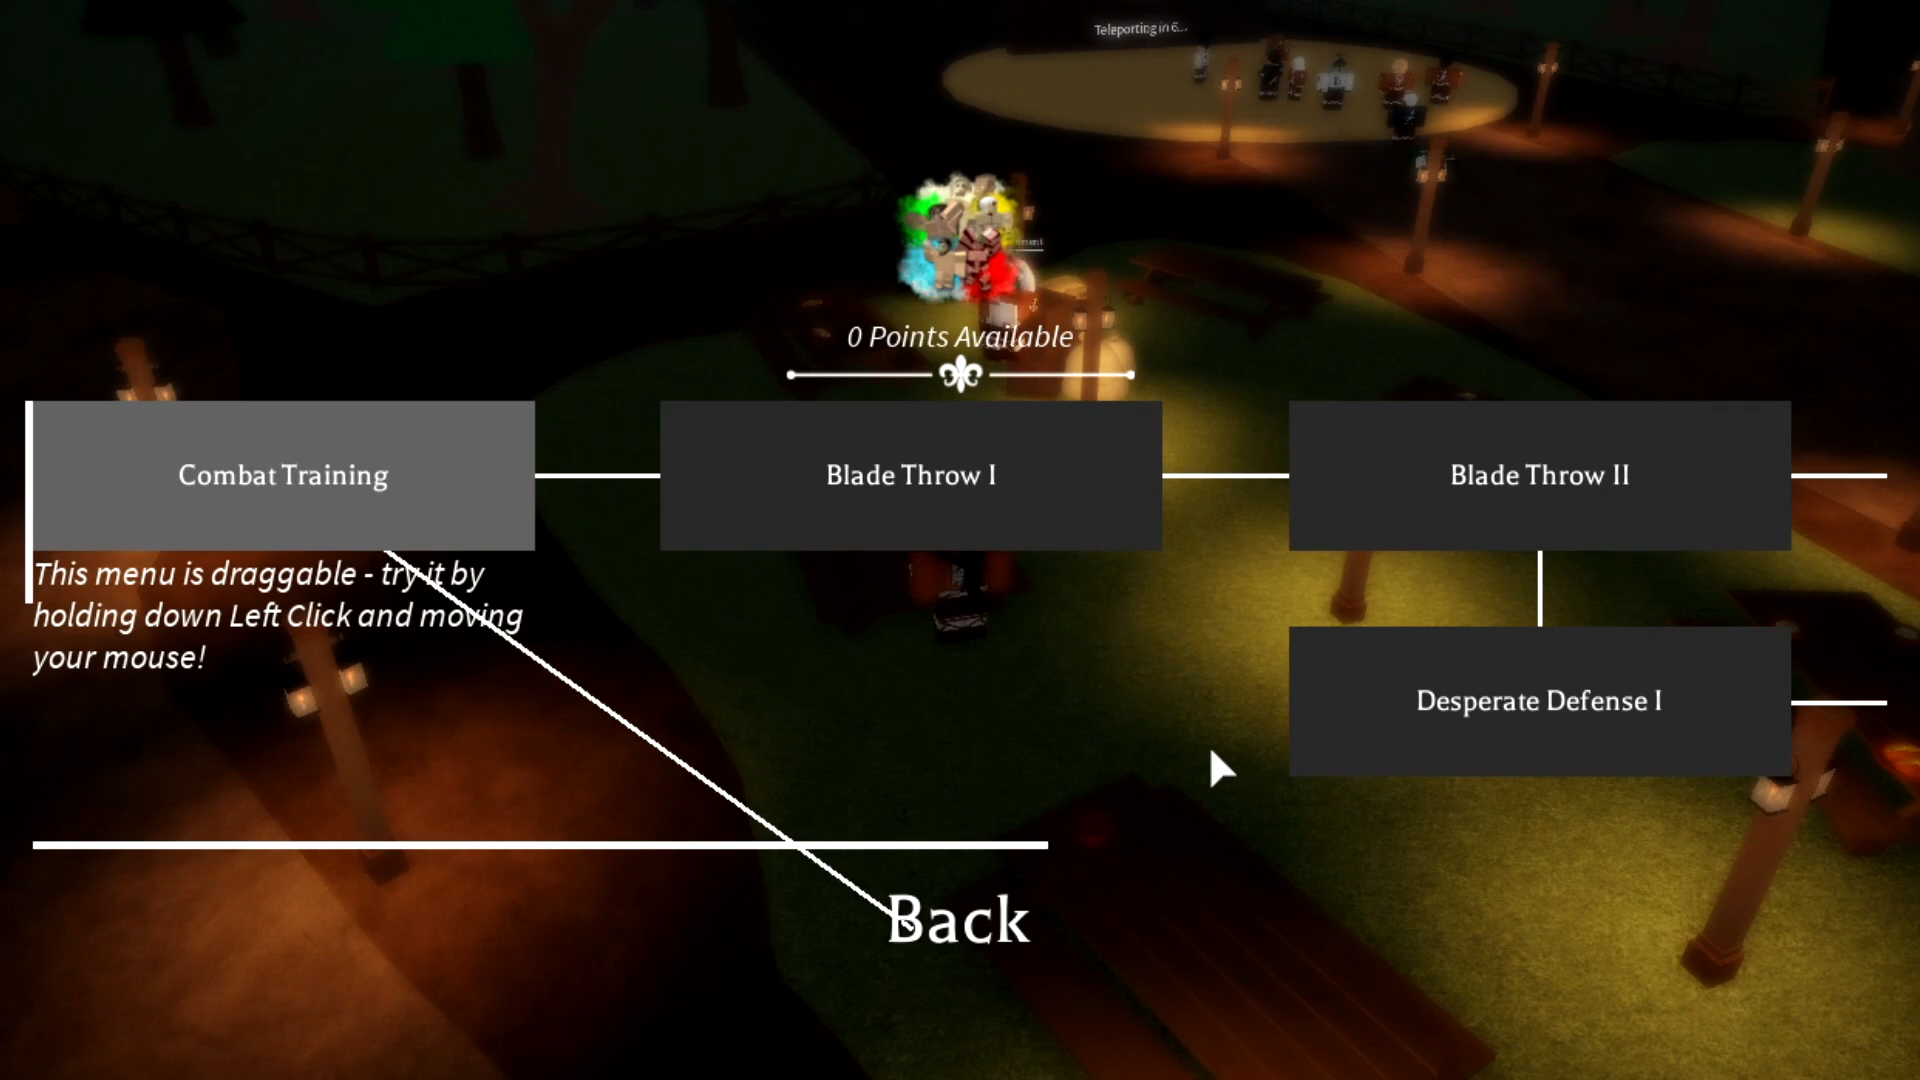 Teleporting in 6...
0 Points Available
Combat Training
Blade Throw I
Blade Throw II
This menu is draggable - try it by
holding down Left Click and moving
your mouse!
Desperate Defense I
Back